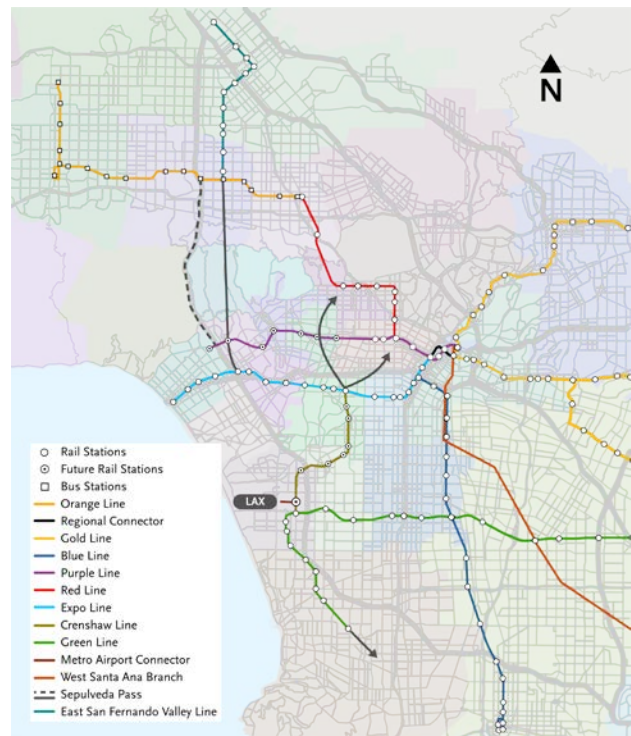 N
LAX
Rail Stations
Future Rail Stations
Bus Stations
Orange Line
Regional Connector
Gold Line
Blue Line
Purple Line
Red Line
Expo Line
Crenshaw Line
Green Line
Metro Airport Connector
West Santa Ana Branch
Sepulveda Pass
East San Fernando Valley Line